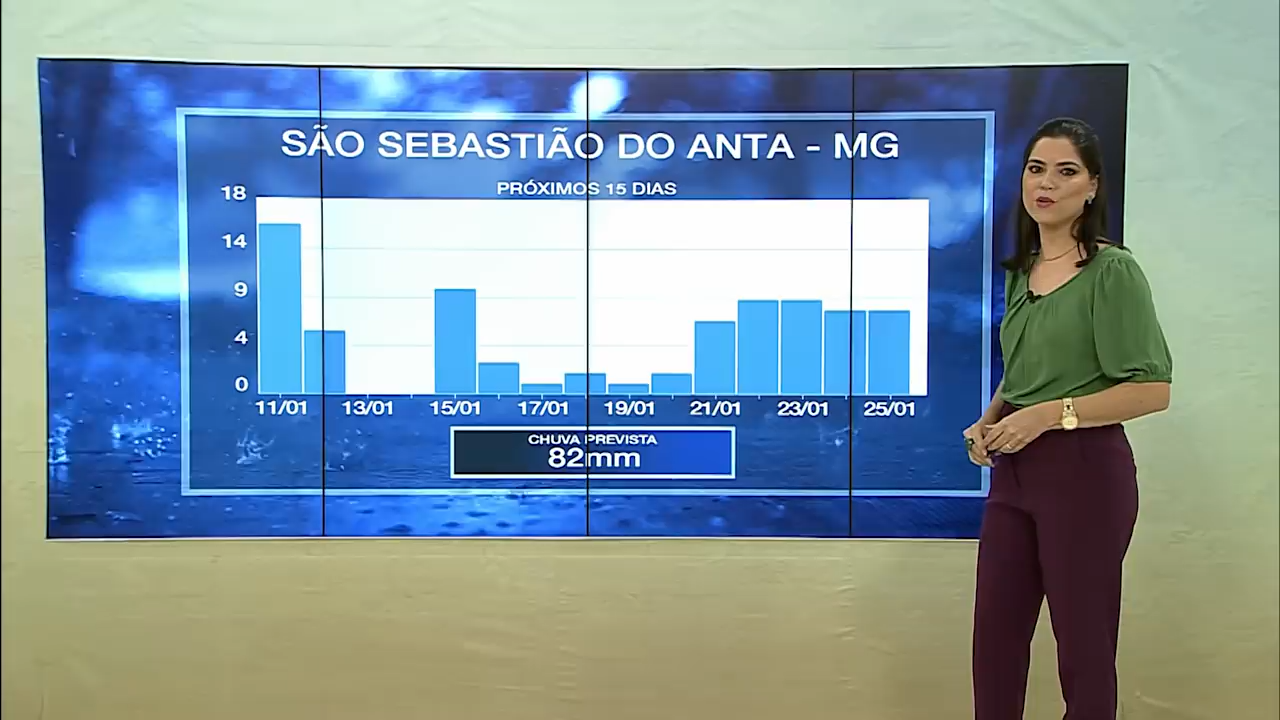 SÃO SEBASTIÃO DO ANTA - MG
PRÓXIMOS 15 DIAS
18
14
9
4
0
11/01 13/01 15/01 17/01 19/01 21/01 23/01 25/01
CHUVA PREVISTA
82mm